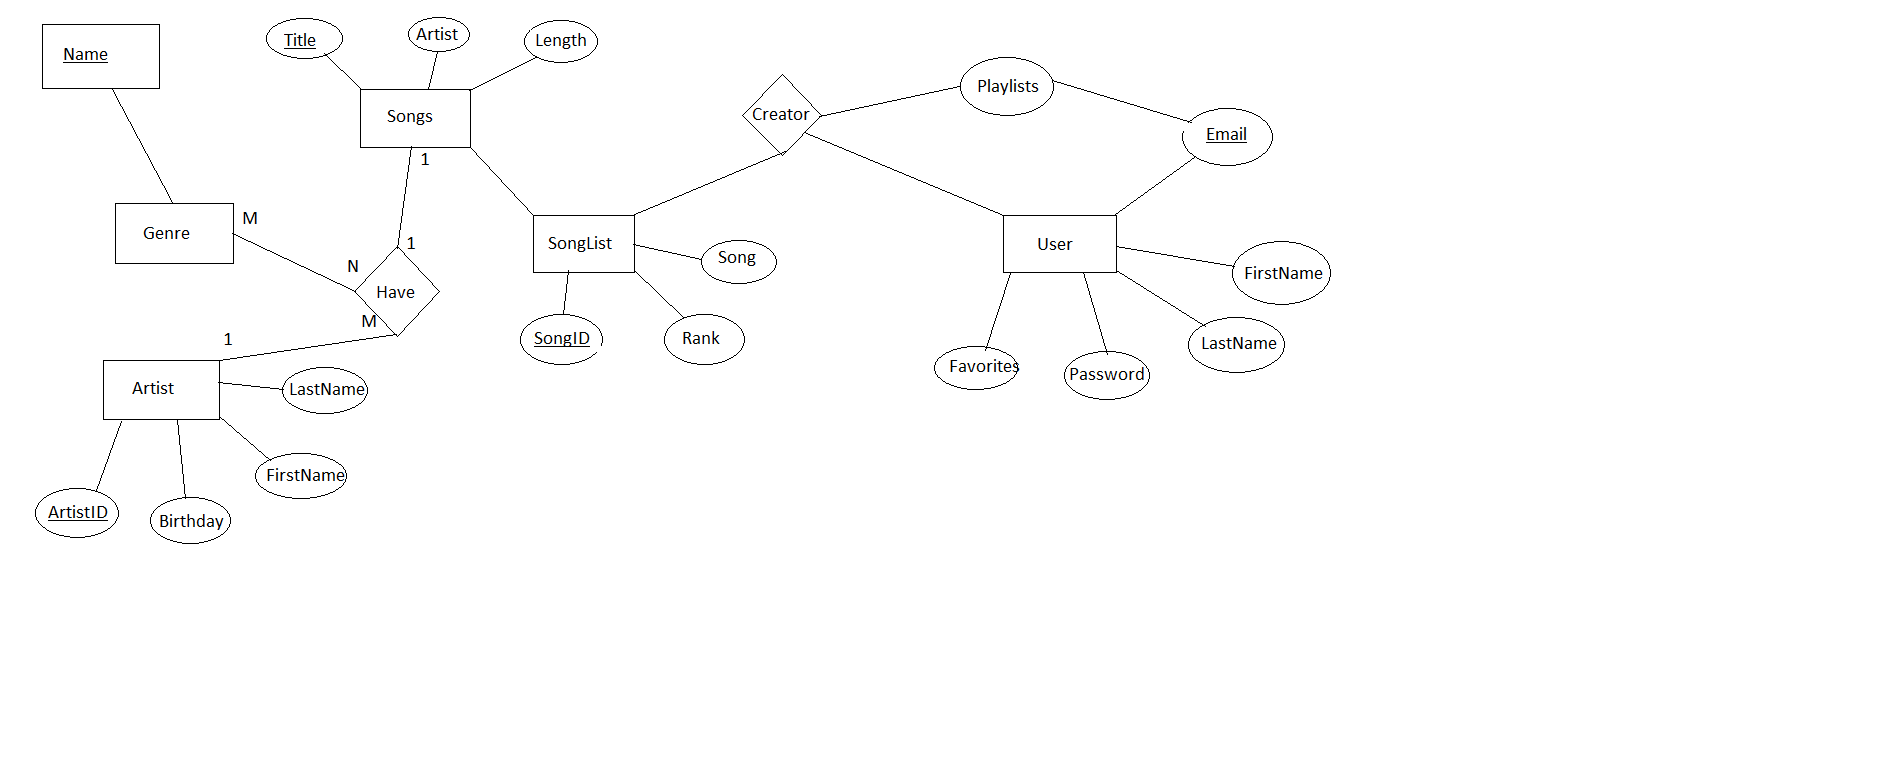 Name
Title
Artist
Length
Songs
1
Creator
Playlists
Email
Genre
M
N
1
Have
M
1
SongList
Song
SongID
Rank
User
FirstName
LastName
Favorites
Password
Artist
LastName
FirstName
ArtistID
Birthday